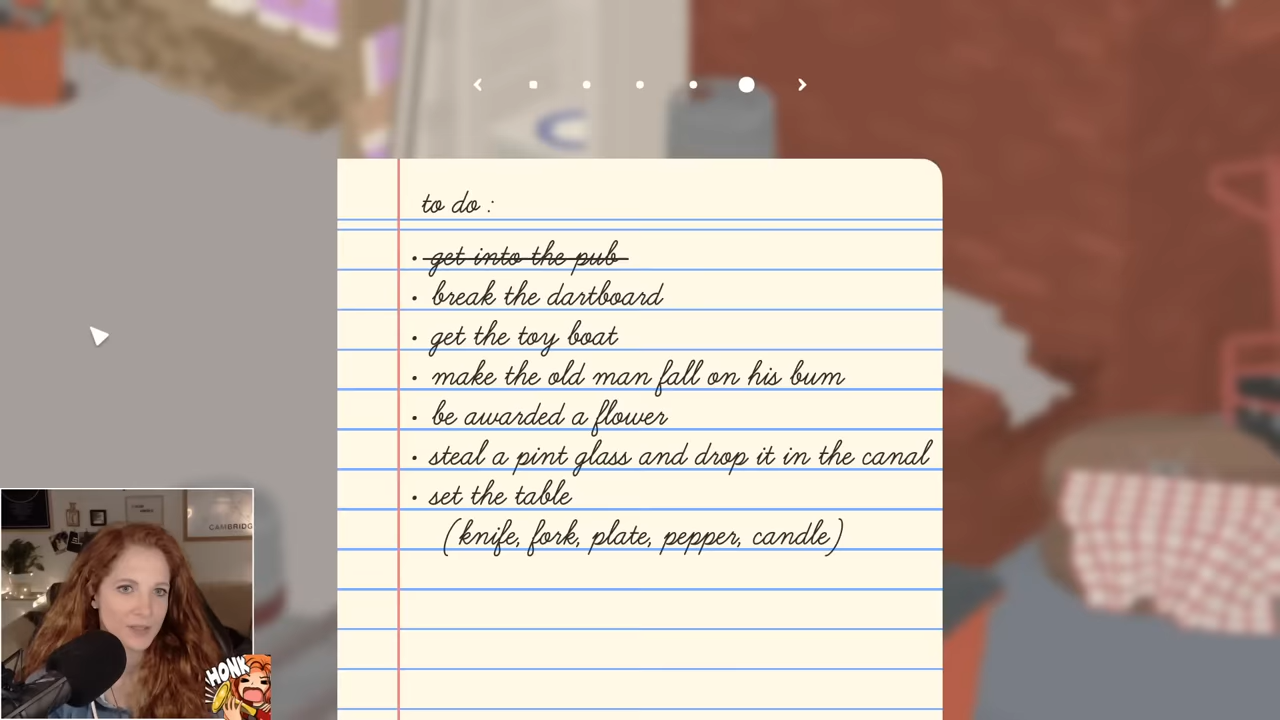 to do :
• get into the pub
• break the dartboard
• get the toy boat
• make the old man fall on his bum
• be awarded a flower
• steal a pint glass and drop it in the canal
• set the table
(knife, fork, plate, pepper, candle)
CAMBRIDG
HONK